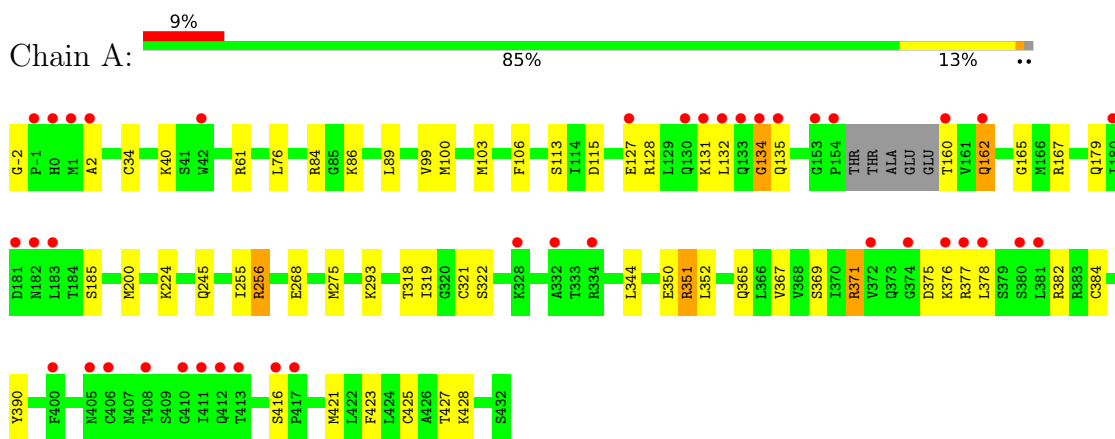 9%
Chain A:
85% 13% ••
G-2 P-1 H0 M1 A2 C34 K40 S41 W42 R61 L76 R84 G85 K86 L89 V99 M100 M103 F106 S113 I114 D115 E127 R128 L129 Q130 K131 L132 Q133 G134 Q135 G153 P154 THR THR ALA GLU GLU T160 V161 Q162 G165 M166 R167 Q179 I180
D181 N182 L183 T184 S185 M200 K224 Q245 I255 R256 E268 M275 K293 T318 I319 G320 C321 S322 K328 A332 T333 R334 L344 E350 R351 L352 Q365 L366 V367 V368 S369 I370 R371 V372 Q373 G374 D375 K376 R377 L378 S379 S380 L381 R382 R383 C384
Y390 F400 N405 C406 N407 T408 S409 G410 I411 Q412 T413 S416 P417 M421 L422 F423 L424 C425 A426 T427 K428 S432